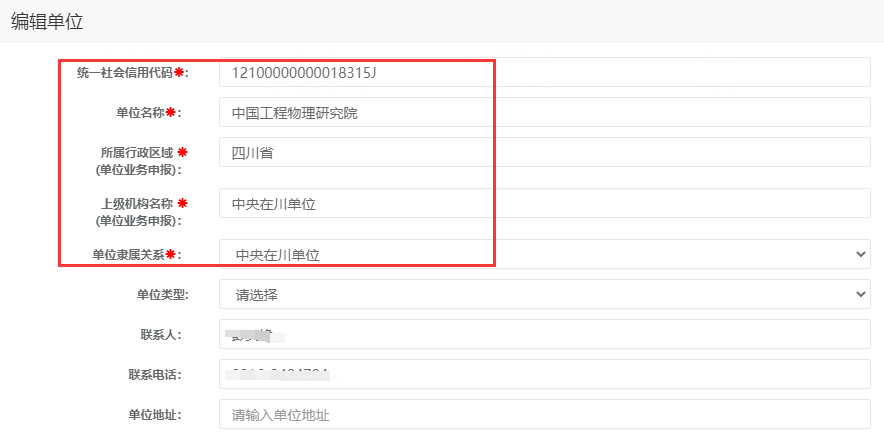 编辑单位
统一社会信用代码✱: 12100000000018315J
单位名称✱: 中国工程物理研究院
所属行政区域 ✱ 四川省
(单位业务申报):
上级机构名称 ✱ 中央在川单位
(单位业务申报):
单位隶属关系✱: 中央在川单位
单位类型: 请选择
联系人:
联系电话:
单位地址: 请输入单位地址